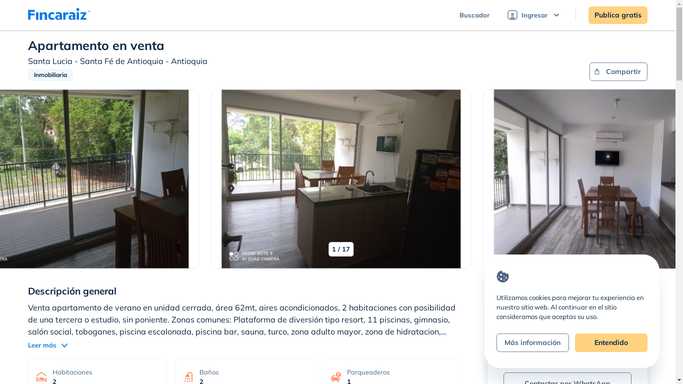 Fincaraiz
Buscador
Ingresar
Publica gratis
Apartamento en venta
Santa Lucia - Santa Fé de Antioquia - Antioquia
Inmobiliaria
Compartir
1 / 17
Descripción general
Venta apartamento de verano en unidad cerrada, área 62mt, aires acondicionados, 2 habitaciones con posibilidad
de una tercera o estudio, sin poniente. Zonas comunes: Plataforma de diversión tipo resort, 11 piscinas, gimnasio,
salón social, toboganes, piscina escalonada, piscina bar, sauna, turco, zona adulto mayor, zona de hidratacion,...
Leer más
Habitaciones
2
Baños
2
Parqueaderos
1
Utilizamos cookies para mejorar tu experiencia en
nuestro sitio web. Al continuar en el sitio
consideramos que aceptas su uso.
Más información
Entendido
Contactar por WhatsApp